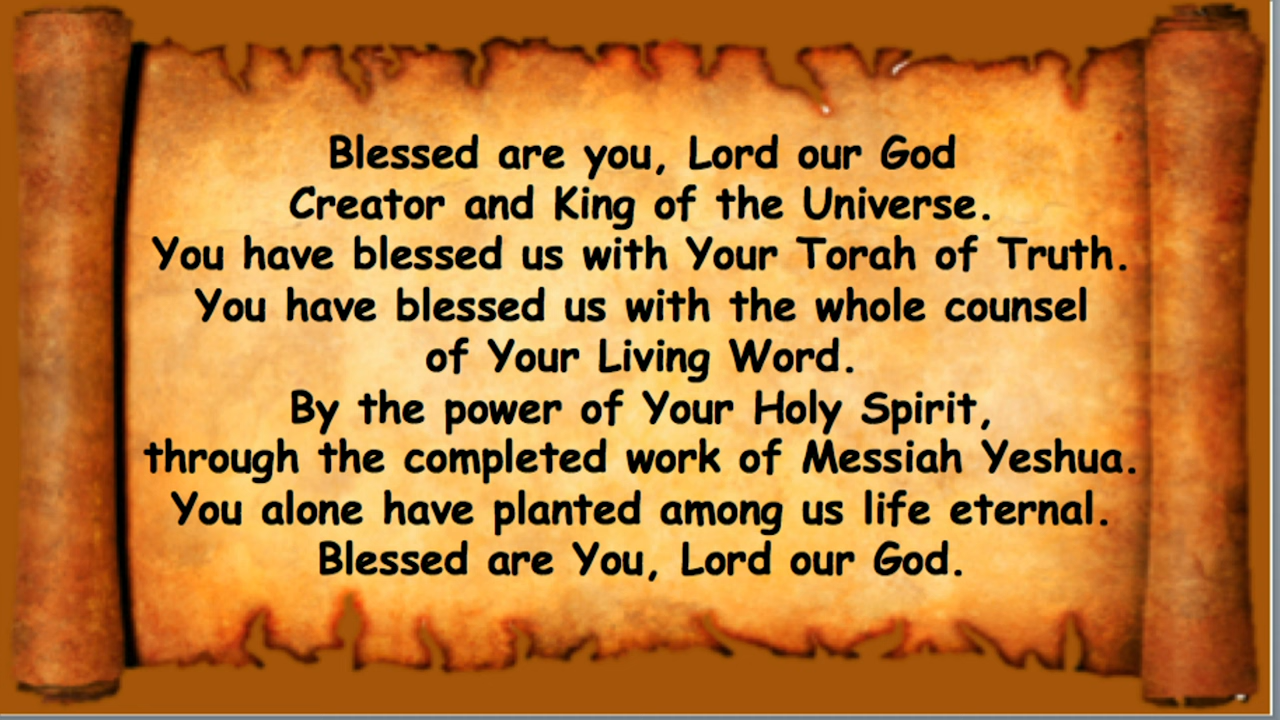 Blessed are you, Lord our God
Creator and King of the Universe.
You have blessed us with Your Torah of Truth.
You have blessed us with the whole counsel
of Your Living Word.
By the power of Your Holy Spirit,
through the completed work of Messiah Yeshua.
You alone have planted among us life eternal.
Blessed are You, Lord our God.